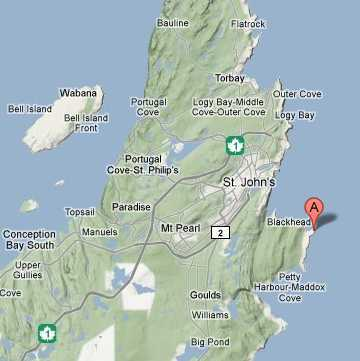 Flatrock
Bauline
Torbay
Wabana
Outer Cove
Bell Island
Portugal
Cove
Logy Bay-Middle
Cove-Outer Cove
Logy Bay
Bell Island
Front
1
Portugal
Cove-St. Philip's
St. John's
Paradise
Topsail
A
Blackhead
Mt Pearl
2
Conception
Bay South
Manuels
Upper
Gullies
Petty
Harbour-Maddox
Cove
Cove
Goulds
Williams
1
Big Pond